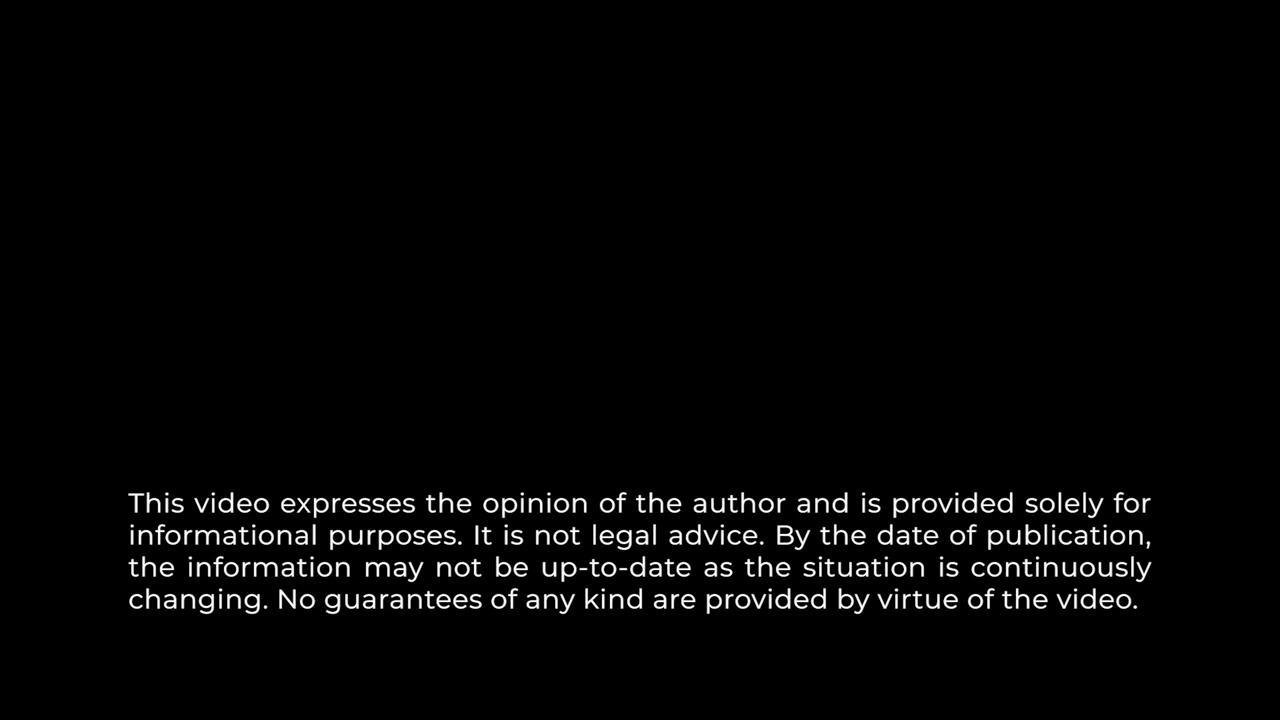 This video expresses the opinion of the author and is provided solely for
informational purposes. It is not legal advice. By the date of publication,
the information may not be up-to-date as the situation is continuously
changing. No guarantees of any kind are provided by virtue of the video.